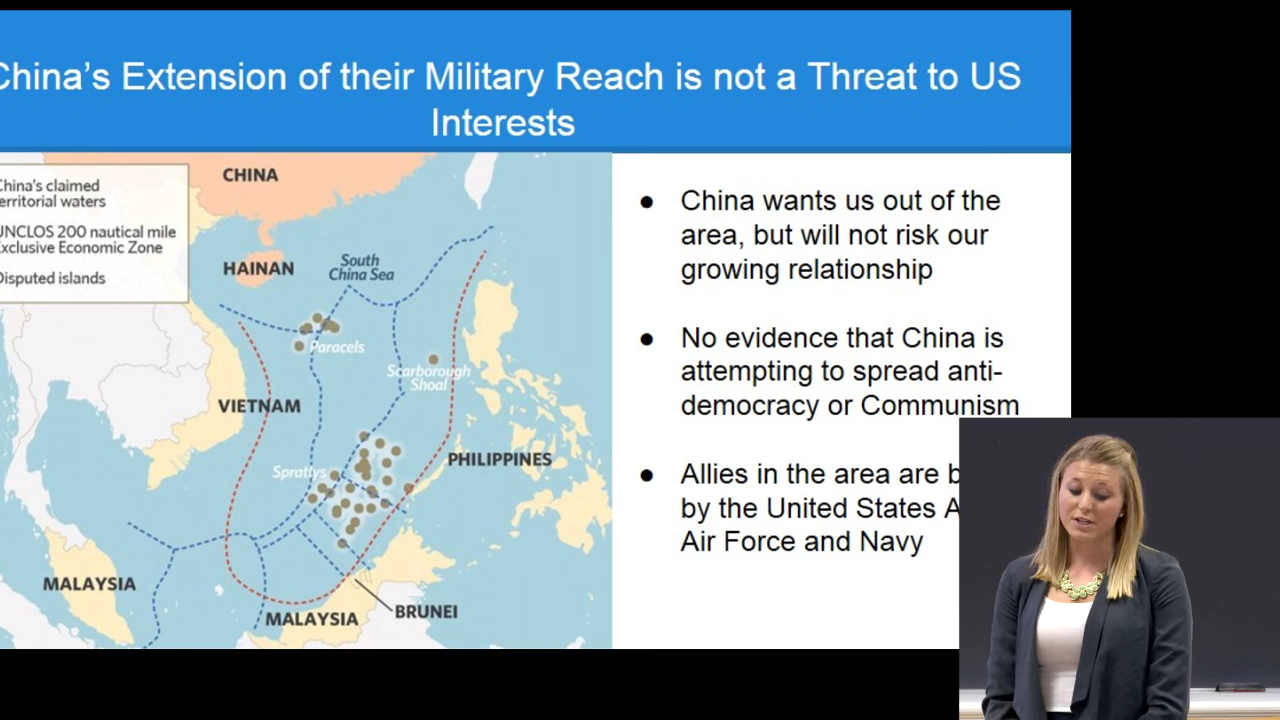 China's Extension of their Military Reach is not a Threat to US
Interests
China's claimed
territorial waters
UNCLOS 200 nautical mile
Exclusive Economic Zone
Disputed islands
CHINA
HAINAN
South
China Sea
Paracels
Scarborough
Shoal
VIETNAM
Spratlys
PHILIPPINES
MALAYSIA
MALAYSIA
BRUNEI
● China wants us out of the
area, but will not risk our
growing relationship
● No evidence that China is
attempting to spread anti-
democracy or Communism
● Allies in the area are
by the United States
Air Force and Navy